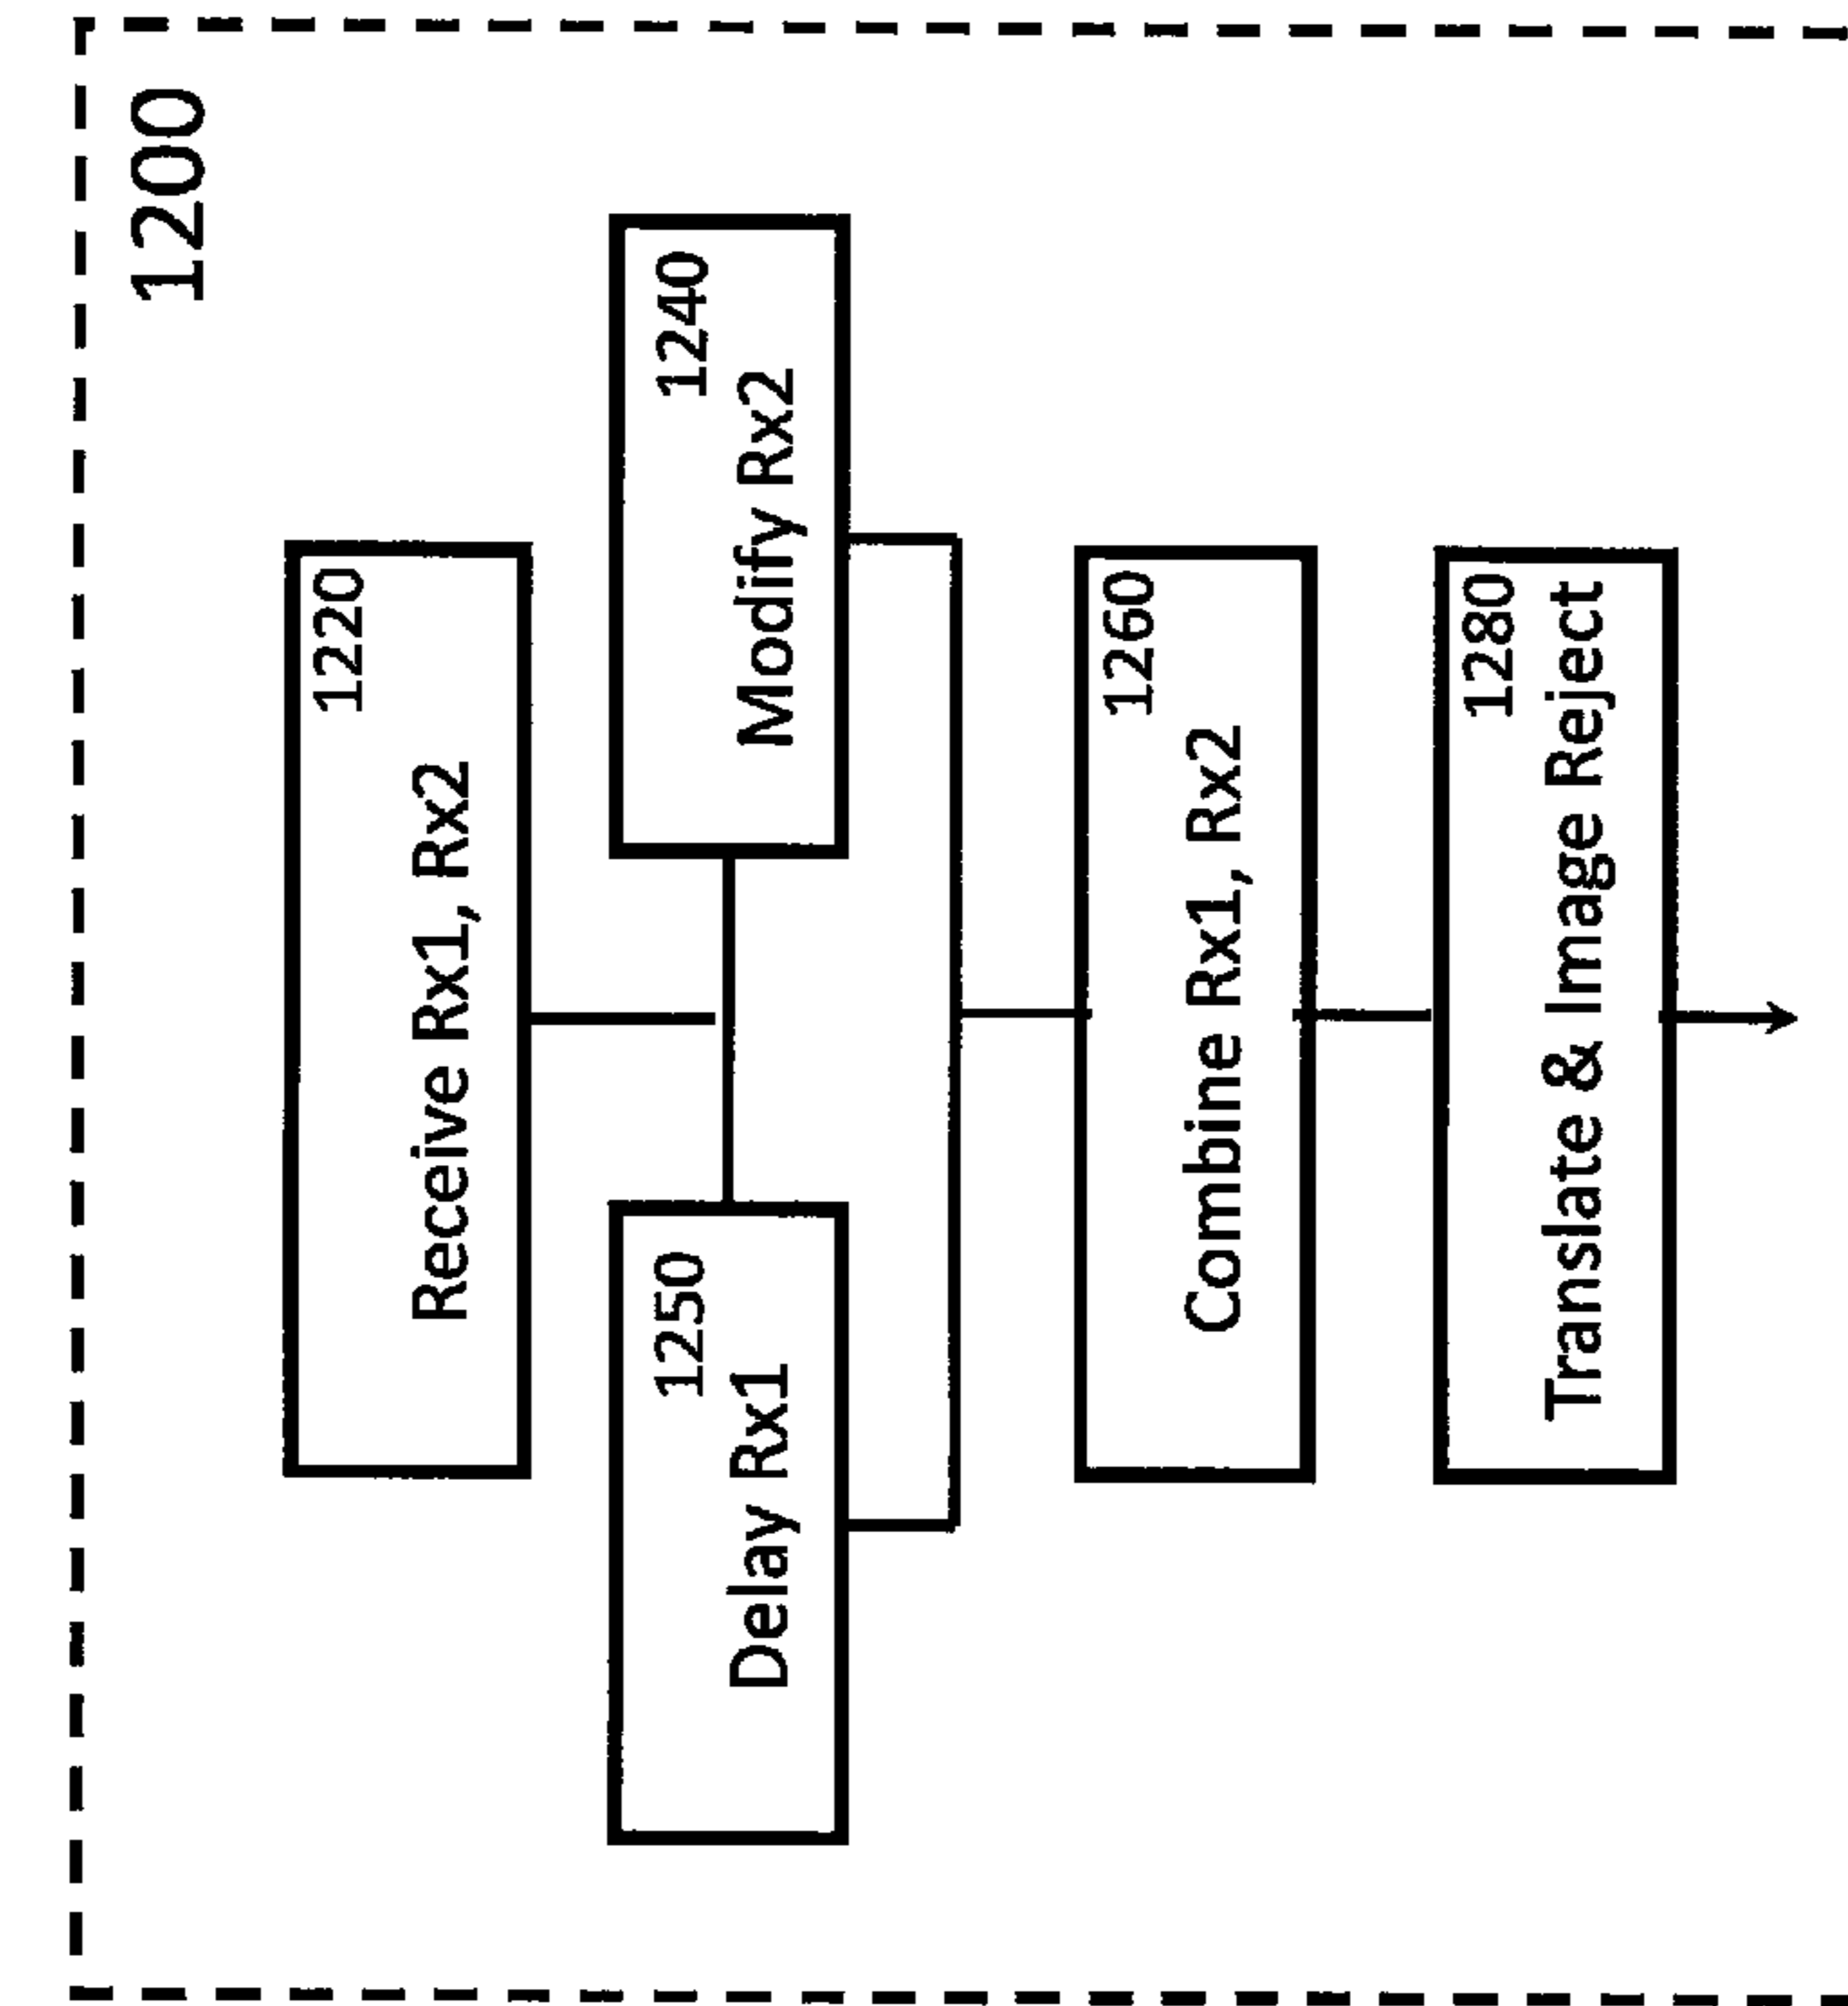 1200
1220
Receive Rx1, Rx2
1250
Delay Rx1
1240
Modify Rx2
1260
Combine Rx1, Rx2
1280
Translate & Image Reject